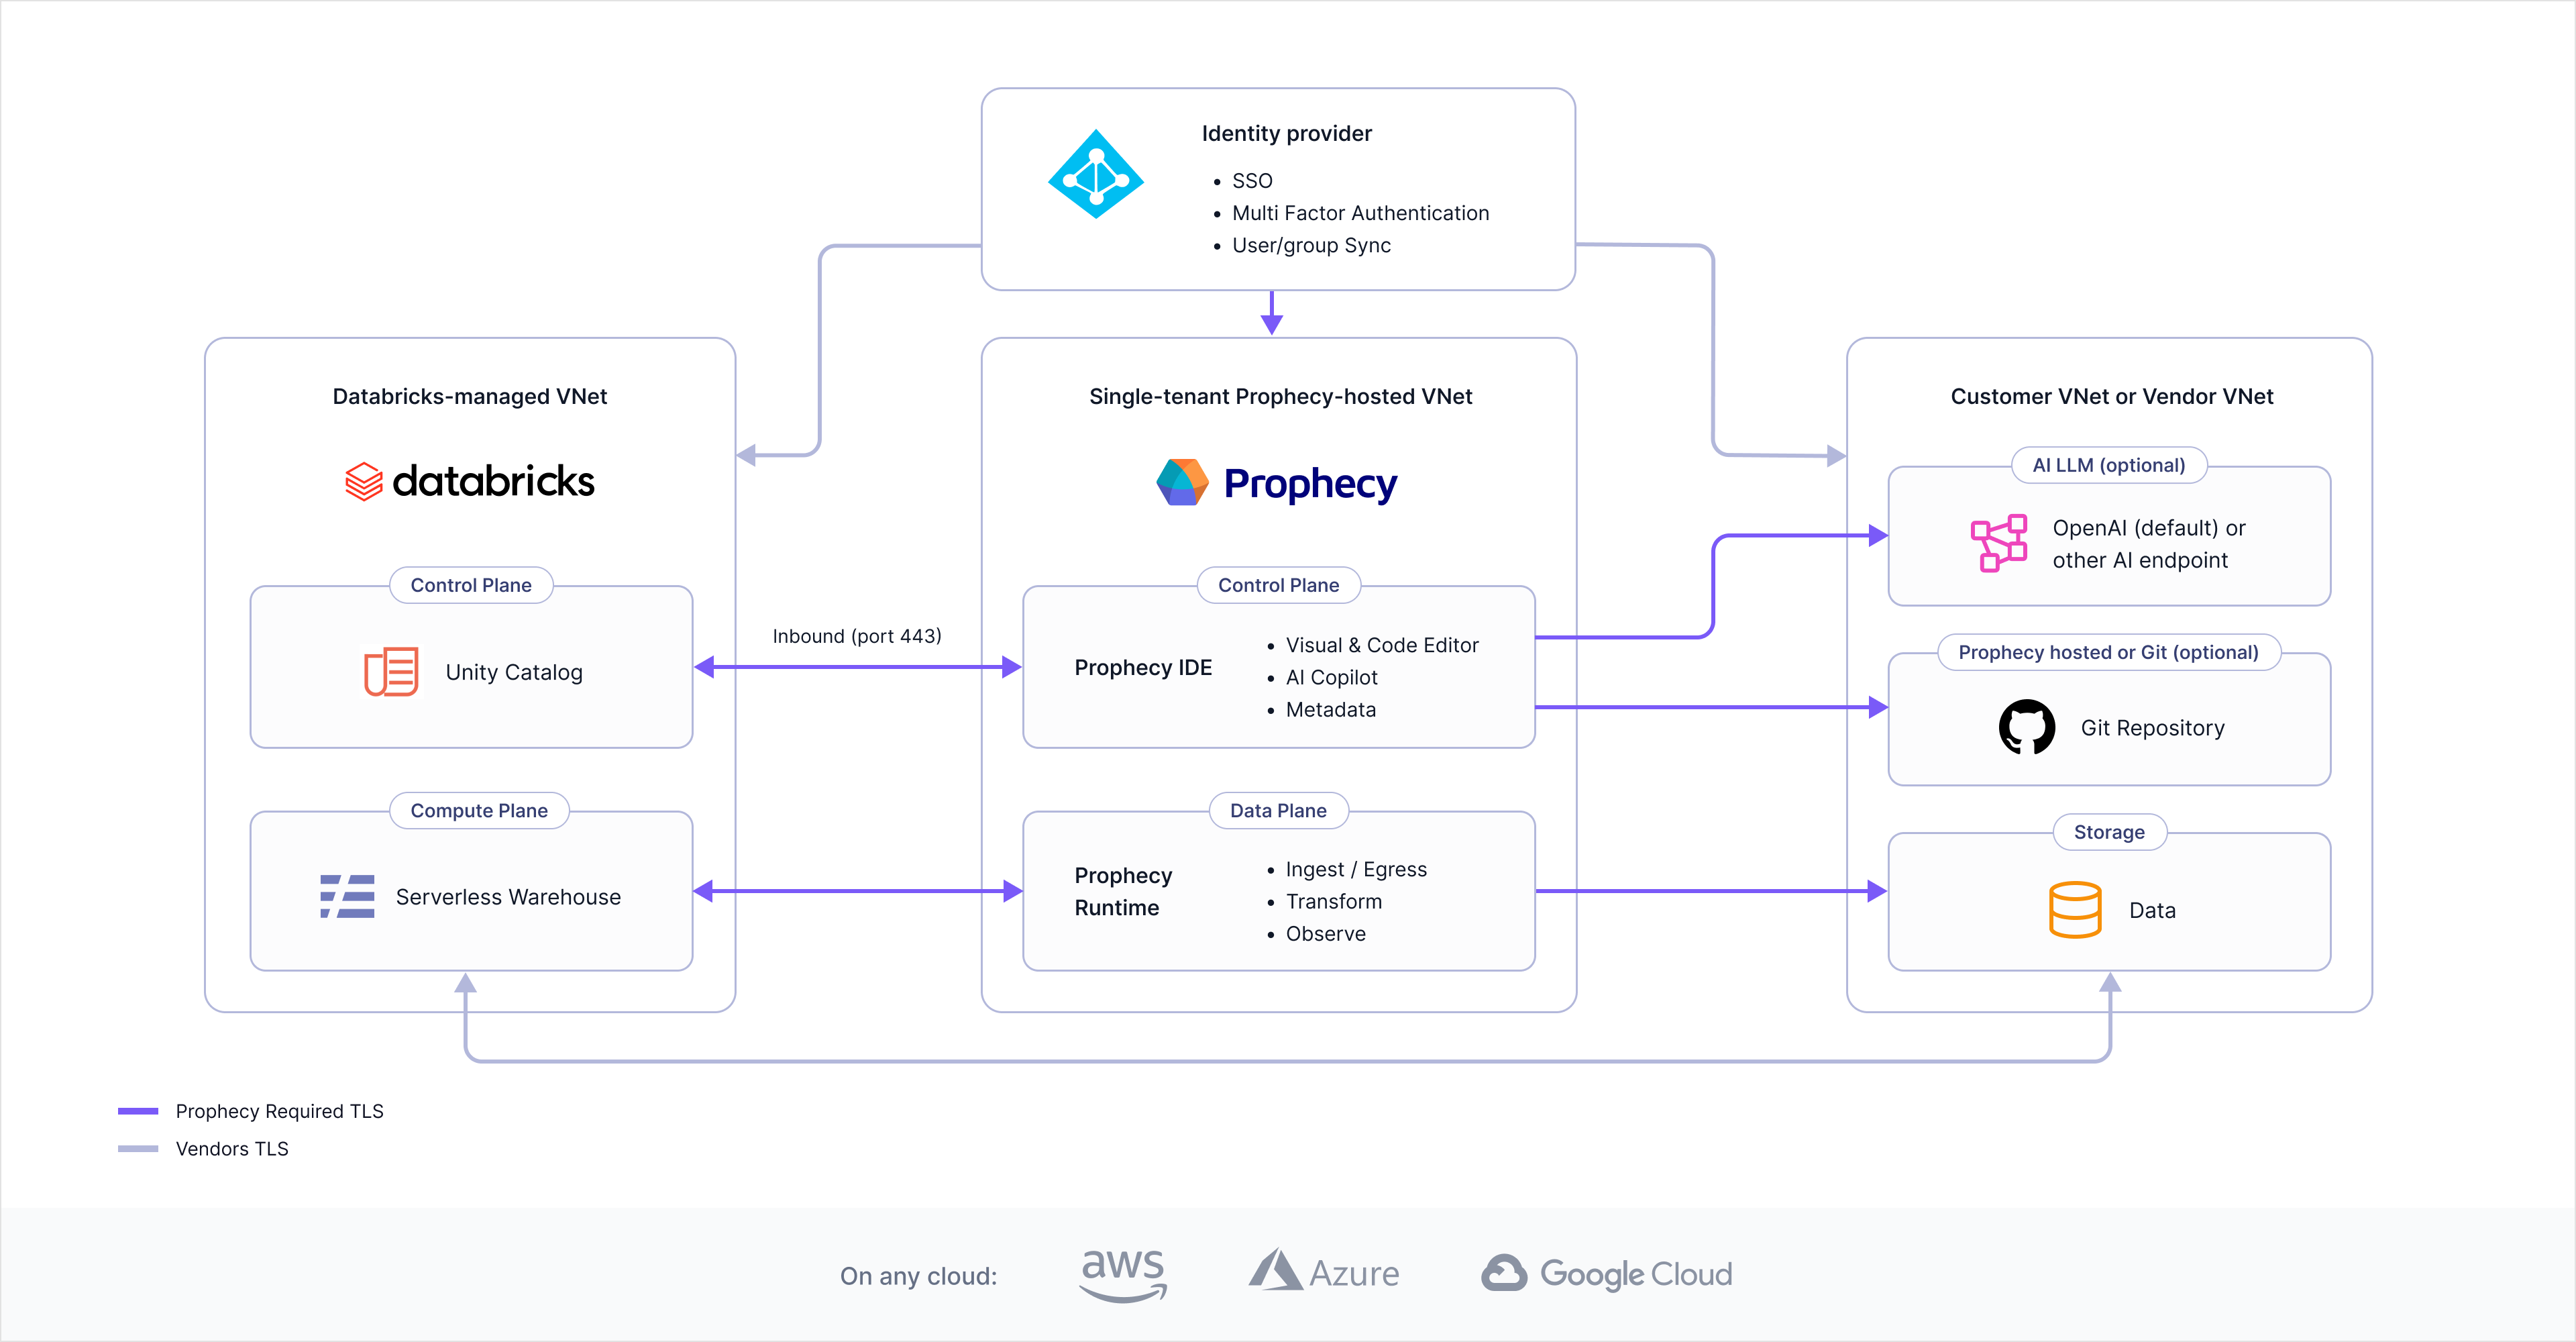 Identity provider
• SSO
• Multi Factor Authentication
• User/group Sync
Databricks-managed VNet
databricks
Control Plane
Unity Catalog
Compute Plane
Serverless Warehouse
Inbound (port 443)
Single-tenant Prophecy-hosted VNet
Prophecy
Control Plane
Prophecy IDE
• Visual & Code Editor
• AI Copilot
• Metadata
Data Plane
Prophecy
Runtime
• Ingest / Egress
• Transform
• Observe
Customer VNet or Vendor VNet
AI LLM (optional)
OpenAI (default) or
other AI endpoint
Prophecy hosted or Git (optional)
Git Repository
Storage
Data
Prophecy Required TLS
Vendors TLS
On any cloud:
aws
Azure
Google Cloud